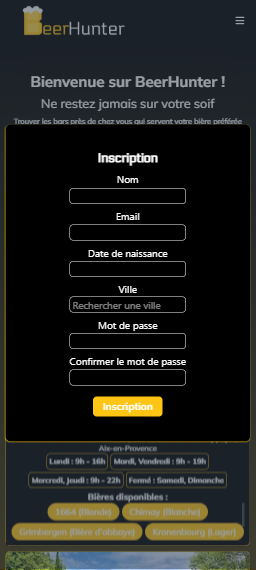 BeerHunter
Bienvenue sur BeerHunter !
Ne restez jamais sur votre soif
Trouver les bars près de chez vous qui servent votre bière préférée
Inscription
Nom
Email
Date de naissance
Ville
Rechercher une ville
Mot de passe
Confirmer le mot de passe
Inscription
Aix-en-Provence
Lundi : 9h - 16h Mardi, Vendredi : 9h - 19h
Mercredi, Jeudi : 9h - 22h Fermé : Samedi, Dimanche
Bières disponibles :
1664 (Blonde) Chimay (Blanche)
Grimbergen (Bière d'abbaye) Kronenbourg (Lager)